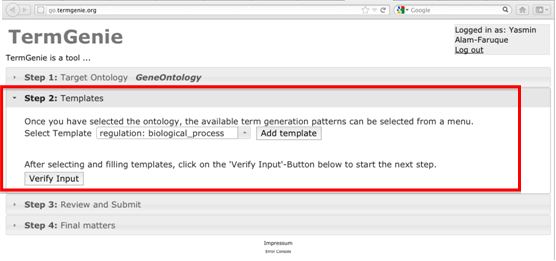 go.termgenie.org
Google
TermGenie
Logged in as: Yasmin
Alam-Faruque
Log out
TermGenie is a tool ...
Step 1: Target Ontology GeneOntology
Step 2: Templates
Once you have selected the ontology, the available term generation patterns can be selected from a menu.
Select Template regulation: biological_process Add template
After selecting and filling templates, click on the 'Verify Input'-Button below to start the next step.
Verify Input
Step 3: Review and Submit
Step 4: Final matters
Impressum
Error Console